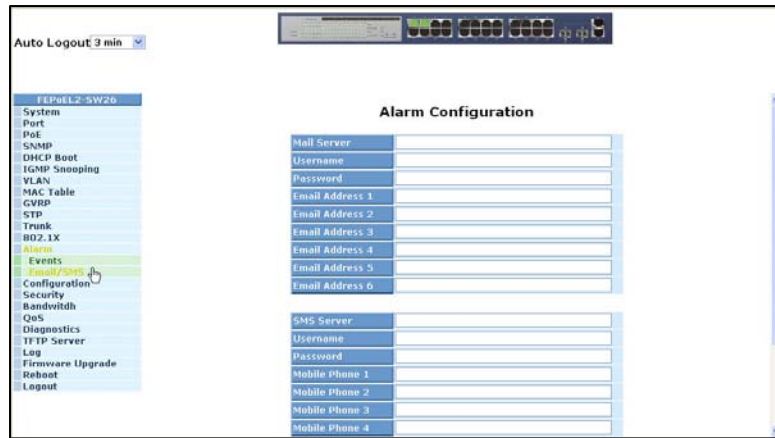 Auto Logout 3 min
FEPoEL2-SW26
System
Port
PoE
SNMP
DHCP Boot
IGMP Snooping
VLAN
MAC Table
GVRP
STP
Trunk
802.1X
Alarm
Events
Email/SMS
Configuration
Security
Bandwitdh
QoS
Diagnostics
TFTP Server
Log
Firmware Upgrade
Reboot
Logout
Alarm Configuration
Mail Server
Username
Password
Email Address 1
Email Address 2
Email Address 3
Email Address 4
Email Address 5
Email Address 6
SMS Server
Username
Password
Mobile Phone 1
Mobile Phone 2
Mobile Phone 3
Mobile Phone 4